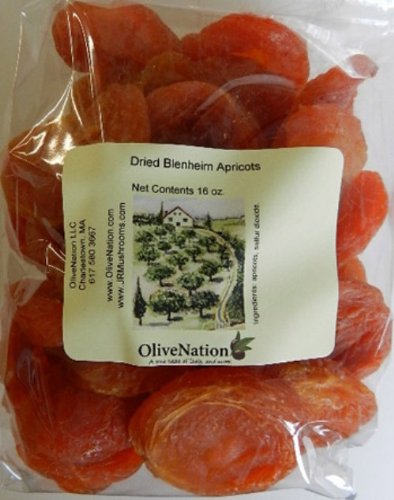 Dried Blenheim Apricots
Net Contents 16 oz.
OliveNation LLC
Charlestown, MA
617 580 3667
www.OliveNation.com
www.JRMushrooms.com
Ingredients: apricots, sulfur dioxide
OliveNation
A